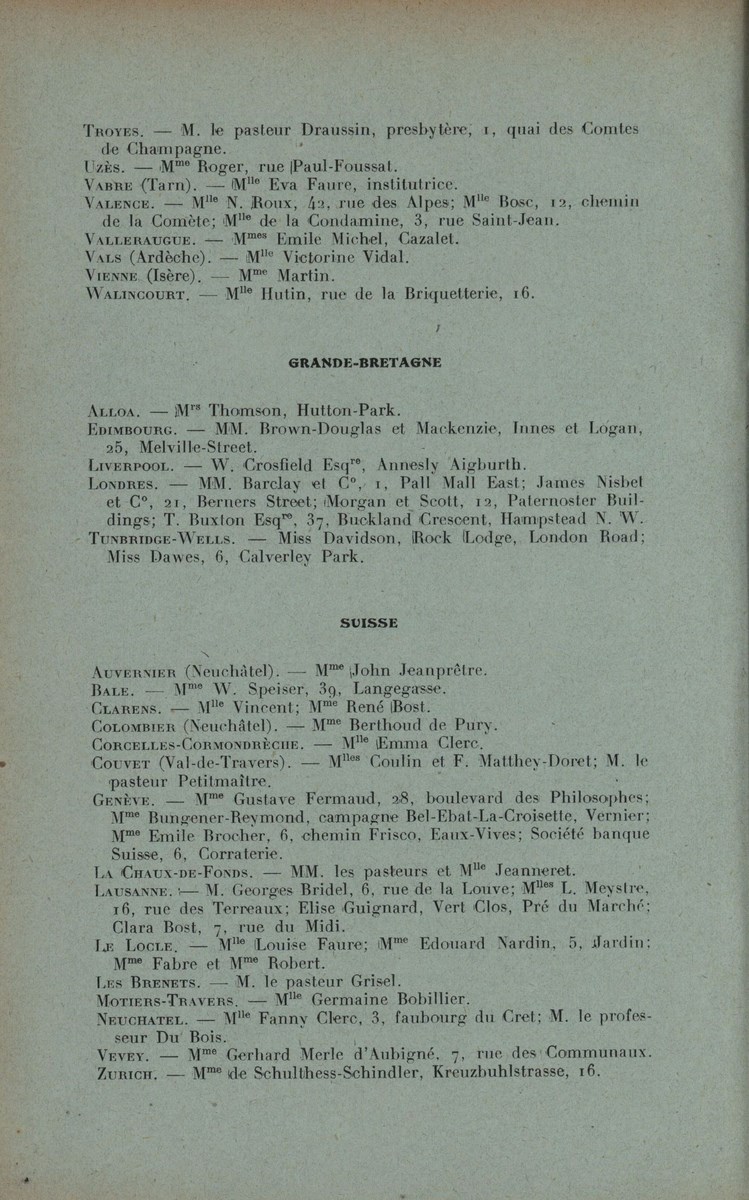 TROYES. — M. le pasteur Draussin, presbytère, 1, quai des Comtes
de Champagne.
UZÈS. — Mme Roger, rue Paul-Foussat.
VABRE (Tarn). — Mlle Eva Faure, institutrice.
VALENCE. — Mlle N. Roux, 42, rue des Alpes; Mlle Bosc, 12, chemin
de la Comète; Mlle de la Condamine, 3, rue Saint-Jean.
VALLERAUGUE. — Mmes Emile Michel, Cazalet.
VALS (Ardèche). — Mlle Victorine Vidal.
VIENNE (Isère). — Mme Martin.
WALINCOURT. — Mlle Hutin, rue de la Briquetterie, 16.
GRANDE-BRETAGNE
ALLOA. — Mrs Thomson, Hutton-Park.
EDIMBOURG. — MM. Brown-Douglas et Mackenzie, Innes et Logan,
25, Melville-Street.
LIVERPOOL. — W. Crosfield Esqre, Annesly Aigburth.
LONDRES. — MM. Barclay et Co, 1, Pall Mall East; James Nisbet
et Co, 21, Berners Street; Morgan et Scott, 12, Paternoster Buil-
dings; T. Buxton Esqre, 37, Buckland Crescent, Hampstead N. W.
TUNBRIDGE-WELLS. — Miss Davidson, Rock Lodge, London Road;
Miss Dawes, 6, Calverley Park.
SUISSE
AUVERNIER (Neuchâtel). — Mme John Jeanprêtre.
BALE. — Mme W. Speiser, 39, Langegasse.
CLARENS. — Mlle Vincent; Mme René Bost.
COLOMBIER (Neuchâtel). — Mme Berthoud de Pury.
CORCELLES-CORMONDRÈCHE. — Mlle Emma Clerc.
COUVET (Val-de-Travers). — Mlles Coulin et F. Matthey-Doret; M. le
pasteur Petitmaître.
GENÈVE. — Mme Gustave Fermaud, 28, boulevard des Philosophes;
Mme Bungener-Reymond, campagne Bel-Ebat-La-Croisette, Vernier;
Mme Emile Brocher, 6, chemin Frisco, Eaux-Vives; Société banque
Suisse, 6, Corraterie.
LA CHAUX-DE-FONDS. — MM. les pasteurs et Mlle Jeanneret.
LAUSANNE. — M. Georges Bridel, 6, rue de la Louve; Mlles L. Meystre,
16, rue des Terreaux; Elise Guignard, Vert Clos, Pré du Marché;
Clara Bost, 7, rue du Midi.
LE LOCLE. — Mlle Louise Faure; Mme Edouard Nardin, 5, Jardin;
Mme Fabre et Mme Robert.
LES BRENETS. — M. le pasteur Grisel.
MOTIERS-TRAVERS. — Mlle Germaine Bobillier.
NEUCHATEL. — Mlle Fanny Clerc, 3, faubourg du Cret; M. le profes-
seur Du Bois.
VEVEY. — Mme Gerhard Merle d'Aubigné, 7, rue des Communaux.
ZURICH. — Mme de Schulthess-Schindler, Kreuzbuhlstrasse, 16.